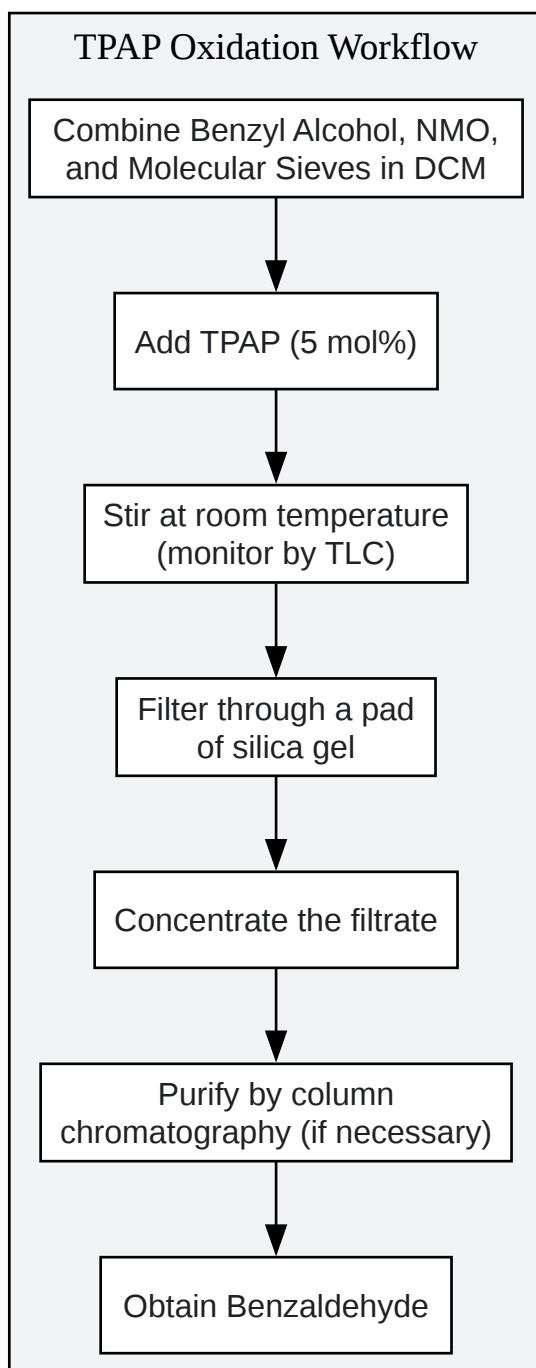 TPAP Oxidation Workflow
Combine Benzyl Alcohol, NMO,
and Molecular Sieves in DCM
Add TPAP (5 mol%)
Stir at room temperature
(monitor by TLC)
Filter through a pad
of silica gel
Concentrate the filtrate
Purify by column
chromatography (if necessary)
Obtain Benzaldehyde